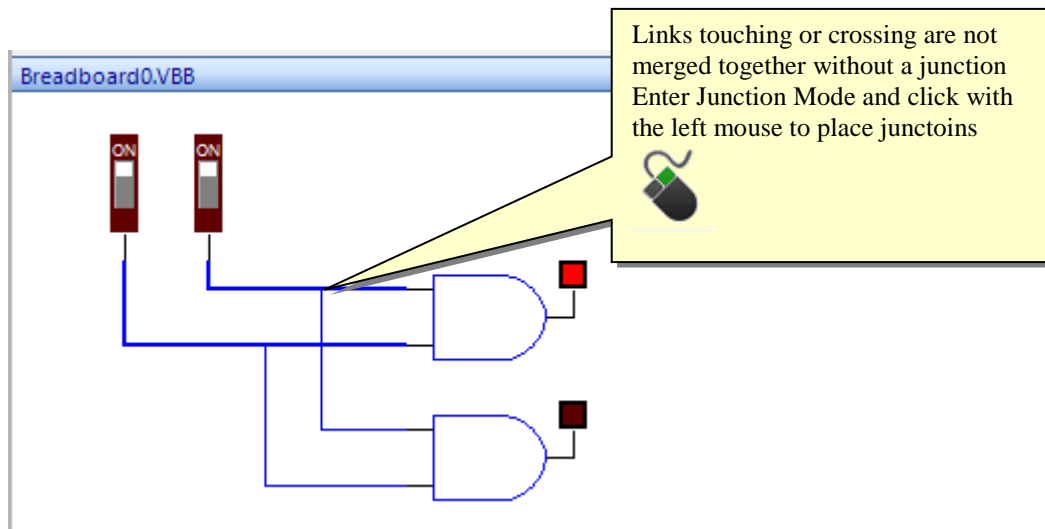 Links touching or crossing are not
merged together without a junction
Enter Junction Mode and click with
the left mouse to place junctoins
Breadboard0.VBB
ON ON